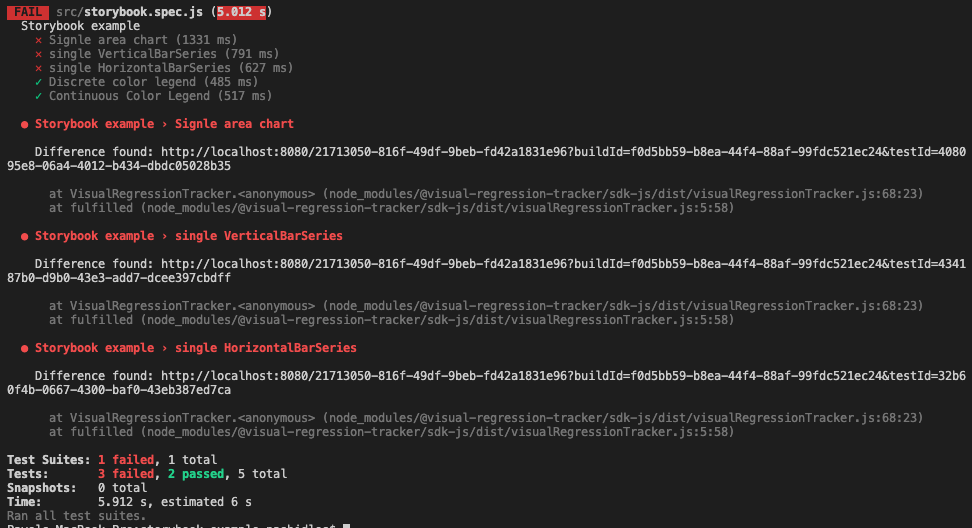 FAIL src/storybook.spec.js (5.012 s)
Storybook example
✕ Signle area chart (1331 ms)
✕ single VerticalBarSeries (791 ms)
✕ single HorizontalBarSeries (627 ms)
✓ Discrete color legend (485 ms)
✓ Continuous Color Legend (517 ms)
● Storybook example › Signle area chart
Difference found: http://localhost:8080/21713050-816f-49df-9beb-fd42a1831e96?buildId=f0d5bb59-b8ea-44f4-88af-99fdc521ec24&testId=4080
95e8-06a4-4012-b434-dbdc05028b35
at VisualRegressionTracker.<anonymous> (node_modules/@visual-regression-tracker/sdk-js/dist/visualRegressionTracker.js:68:23)
at fulfilled (node_modules/@visual-regression-tracker/sdk-js/dist/visualRegressionTracker.js:5:58)
● Storybook example › single VerticalBarSeries
Difference found: http://localhost:8080/21713050-816f-49df-9beb-fd42a1831e96?buildId=f0d5bb59-b8ea-44f4-88af-99fdc521ec24&testId=4341
87b0-d9b0-43e3-add7-dcee397cbdff
at VisualRegressionTracker.<anonymous> (node_modules/@visual-regression-tracker/sdk-js/dist/visualRegressionTracker.js:68:23)
at fulfilled (node_modules/@visual-regression-tracker/sdk-js/dist/visualRegressionTracker.js:5:58)
● Storybook example › single HorizontalBarSeries
Difference found: http://localhost:8080/21713050-816f-49df-9beb-fd42a1831e96?buildId=f0d5bb59-b8ea-44f4-88af-99fdc521ec24&testId=32b6
0f4b-0667-4300-baf0-43eb387ed7ca
at VisualRegressionTracker.<anonymous> (node_modules/@visual-regression-tracker/sdk-js/dist/visualRegressionTracker.js:68:23)
at fulfilled (node_modules/@visual-regression-tracker/sdk-js/dist/visualRegressionTracker.js:5:58)
Test Suites: 1 failed, 1 total
Tests: 3 failed, 2 passed, 5 total
Snapshots: 0 total
Time: 5.912 s, estimated 6 s
Ran all test suites.